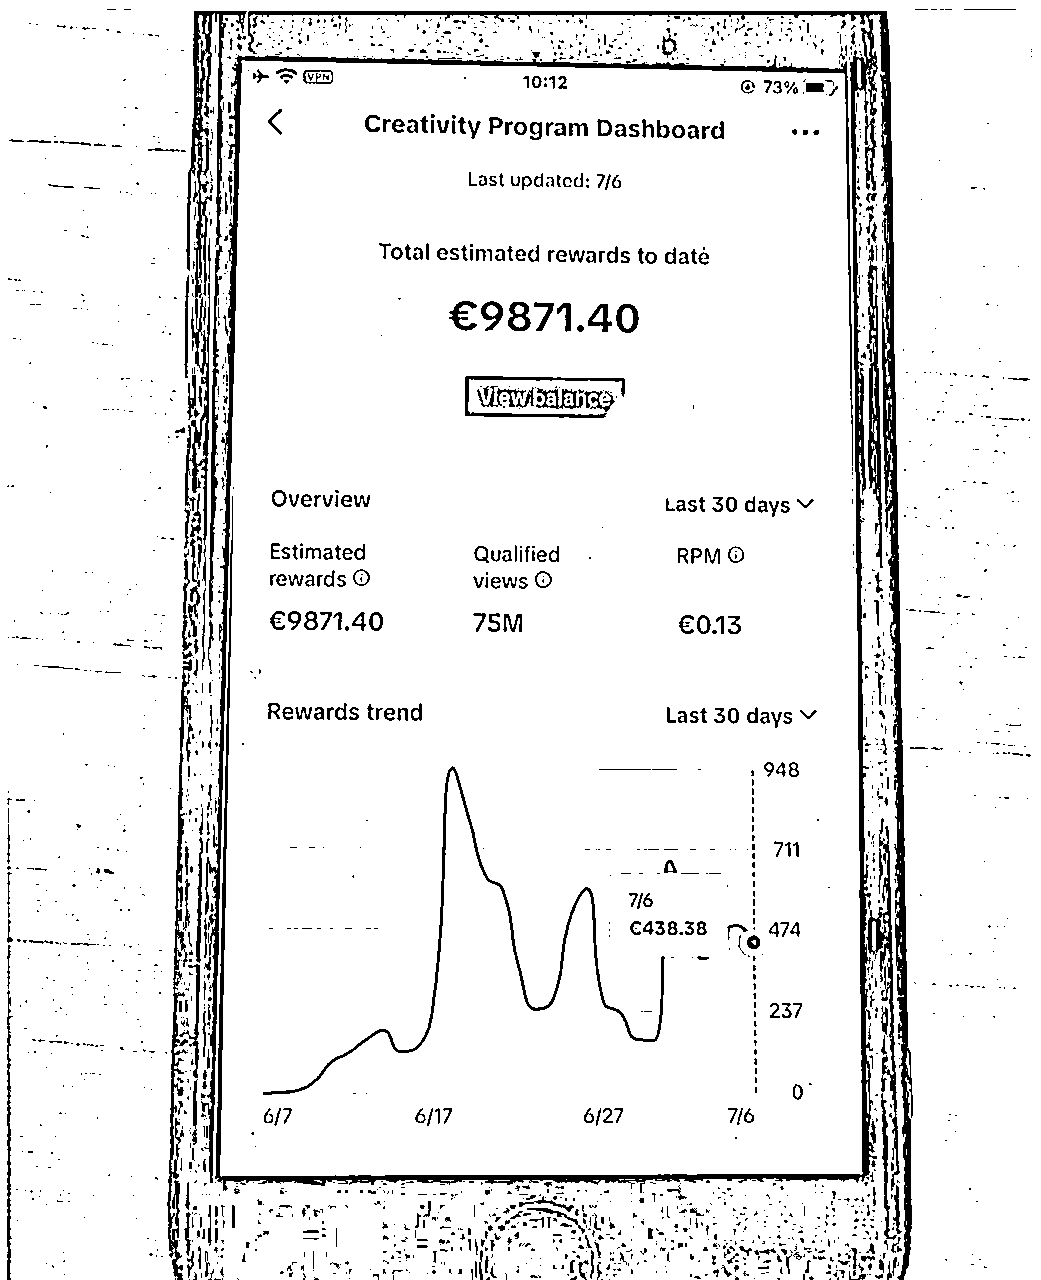 VPN
10:12
73%
Creativity Program Dashboard
Last updated: 7/6
Total estimated rewards to date
€9871.40
View balance
Overview
Last 30 days
Estimated rewards
Qualified views
RPM
€9871.40
75M
€0.13
Rewards trend
Last 30 days
948
711
7/6
€438.38
474
237
0
6/7
6/17
6/27
7/6